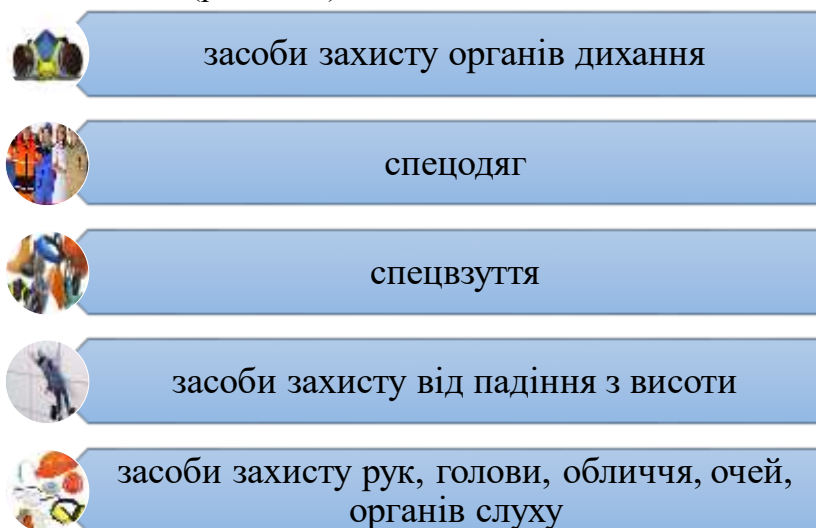 засоби захисту органів дихання
спецодяг
спецвзуття
засоби захисту від падіння з висоти
засоби захисту рук, голови, обличчя, очей,
органів слуху